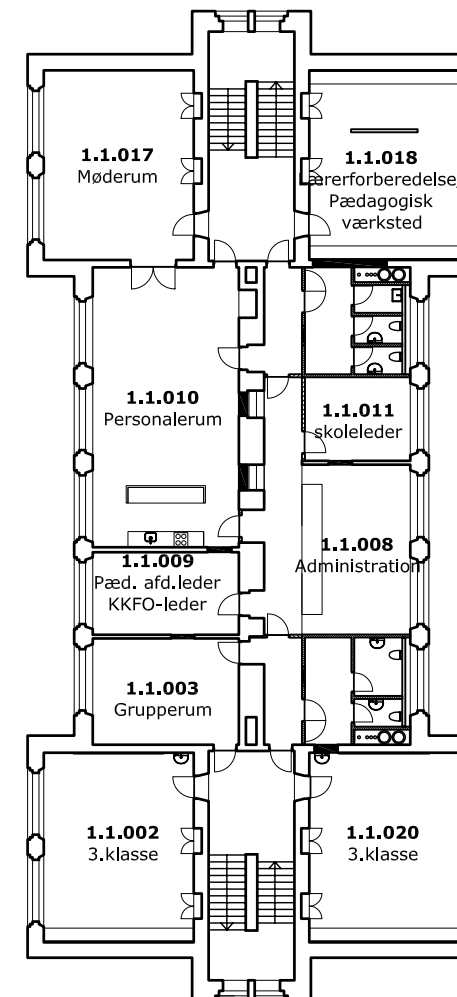 1.1.017
Møderum
1.1.018
ærerforberedelse/
Pædagogisk
værksted
1.1.010
Personalerum
1.1.011
skoleleder
1.1.009
Pæd. afd.leder
KKFO-leder
1.1.008
Administration
1.1.003
Grupperum
1.1.002
3.klasse
1.1.020
3.klasse